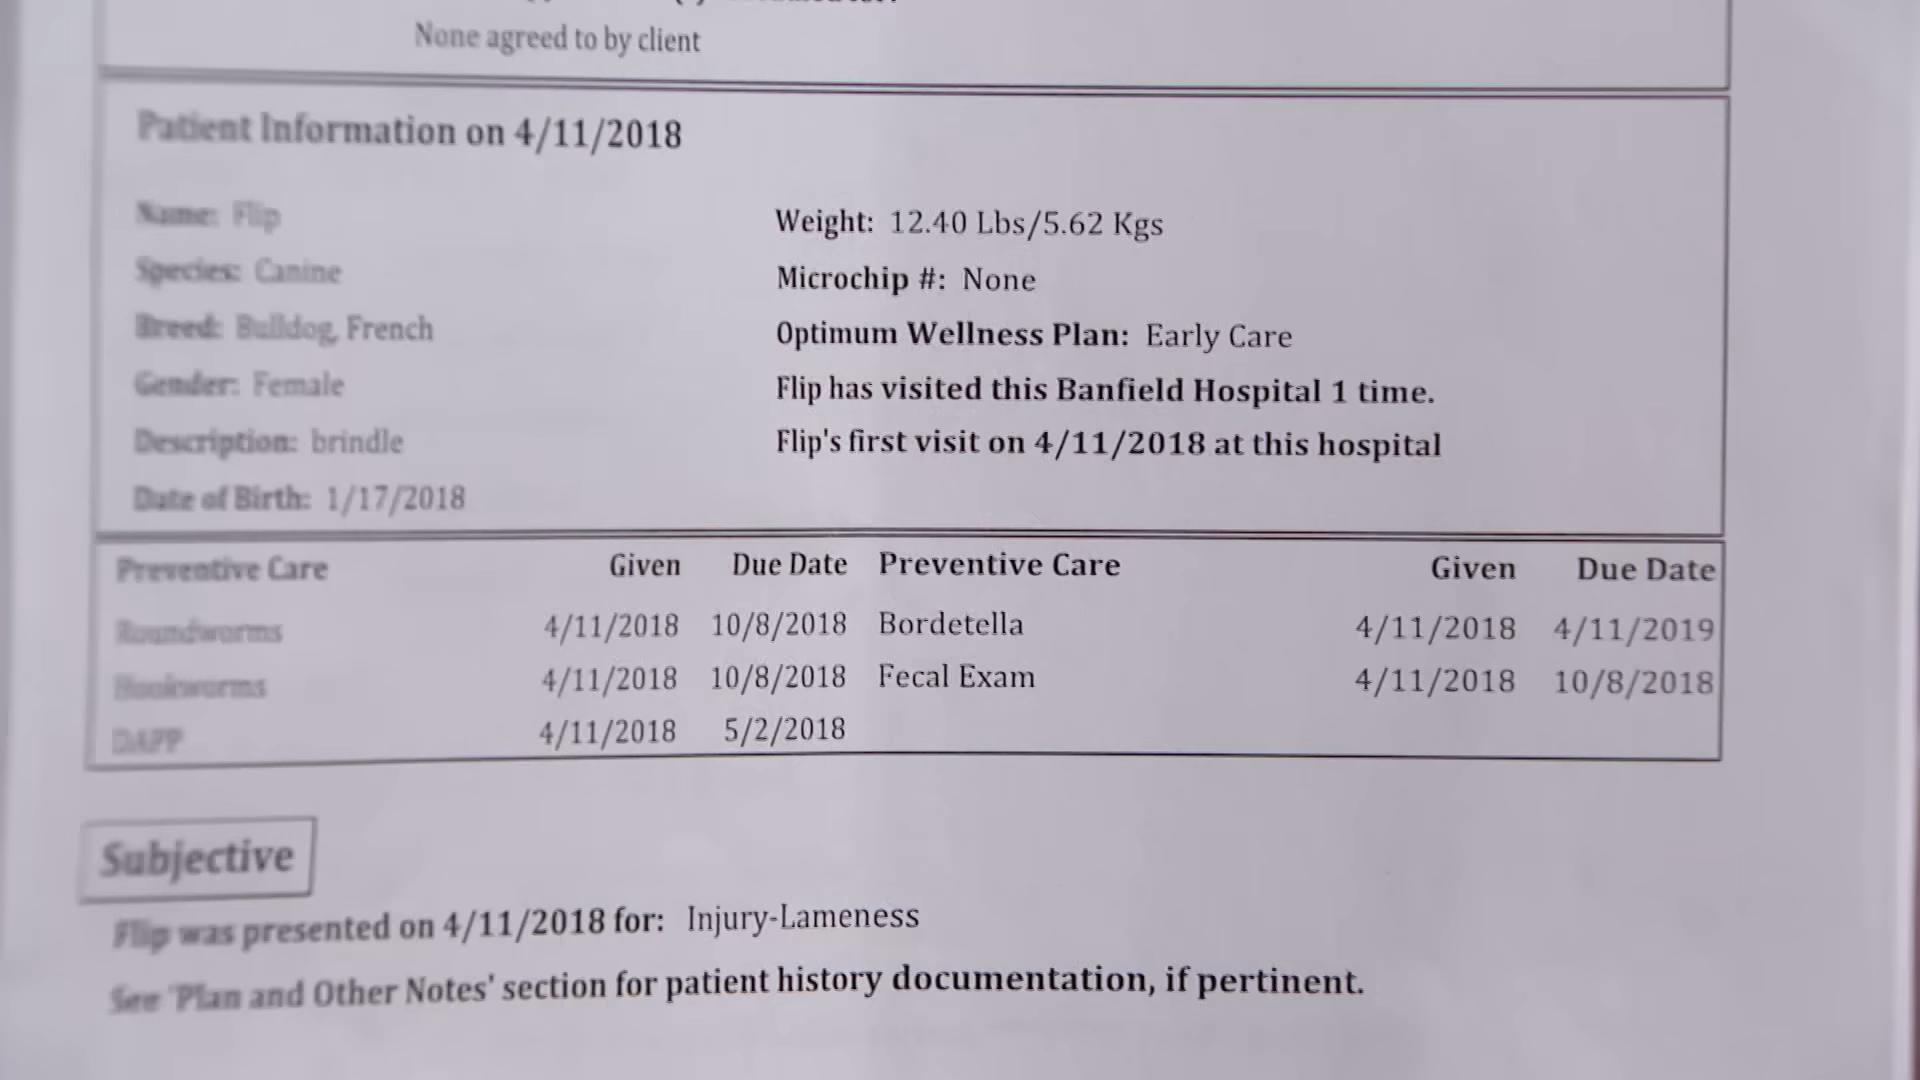 None agreed to by client
Patient Information on 4/11/2018
Name: Flip
Species: Canine
Breed: Bulldog, French
Gender: Female
Description: brindle
Date of Birth: 1/17/2018
Weight: 12.40 Lbs/5.62 Kgs
Microchip #: None
Optimum Wellness Plan: Early Care
Flip has visited this Banfield Hospital 1 time.
Flip's first visit on 4/11/2018 at this hospital
Preventive Care Given Due Date Preventive Care Given Due Date
Roundworms 4/11/2018 10/8/2018 Bordetella 4/11/2018 4/11/2019
Hookworms 4/11/2018 10/8/2018 Fecal Exam 4/11/2018 10/8/2018
DAPP 4/11/2018 5/2/2018
Subjective
Flip was presented on 4/11/2018 for: Injury-Lameness
See 'Plan and Other Notes' section for patient history documentation, if pertinent.